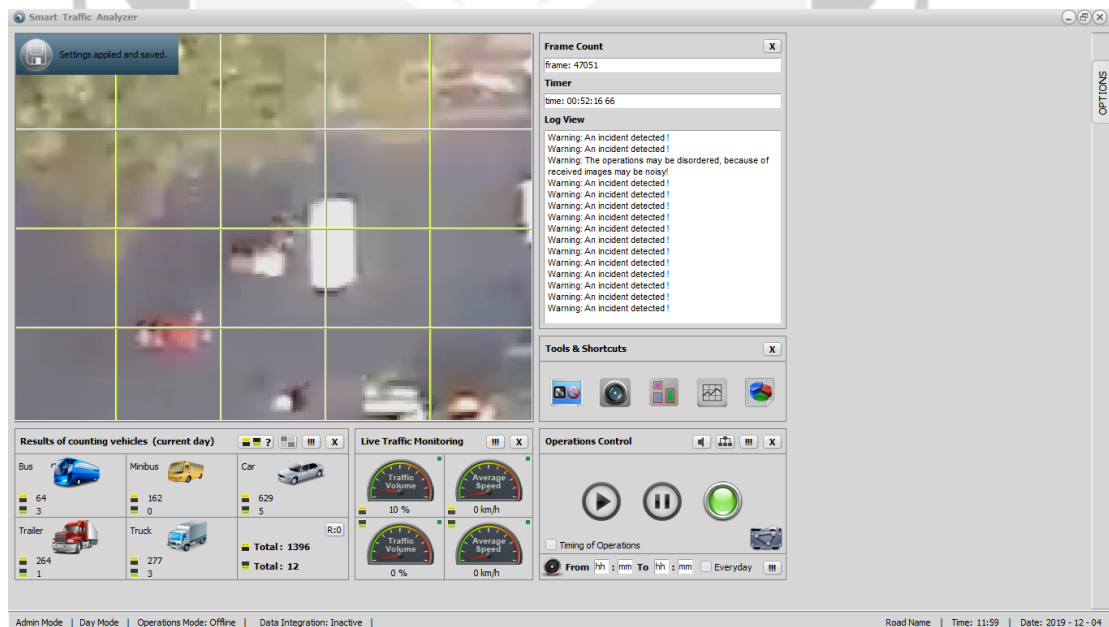 Smart Traffic Analyzer
Settings applied and saved.
Frame Count
X
frame: 47051
Timer
time: 00:52:16 66
Log View
Warning: An incident detected !
Warning: An incident detected !
Warning: The operations may be disordered, because of
received images may be noisy!
Warning: An incident detected !
Warning: An incident detected !
Warning: An incident detected !
Warning: An incident detected !
Warning: An incident detected !
Warning: An incident detected !
Warning: An incident detected !
Warning: An incident detected !
Warning: An incident detected !
Warning: An incident detected !
Warning: An incident detected !
Warning: An incident detected !
OPTIONS
Tools & Shortcuts
X
Results of counting vehicles (current day)
?
!!!
X
Bus
64
3
Minibus
162
0
Car
629
5
Trailer
264
1
Truck
277
3
R:0
Total : 1396
Total : 12
Live Traffic Monitoring
!!!
X
Traffic
Volume
10 %
Average
Speed
0 km/h
Traffic
Volume
0 %
Average
Speed
0 km/h
Operations Control
!!!
X
Timing of Operations
From hh : mm To hh : mm Everyday !!!
Admin Mode | Day Mode | Operations Mode: Offline | Data Integration: Inactive |
Road Name | Time: 11:59 | Date: 2019 - 12 - 04